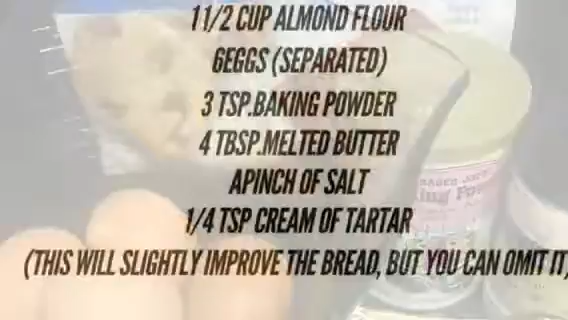 1 1/2 CUP ALMOND FLOUR
6EGGS (SEPARATED)
3 TSP.BAKING POWDER
4 TBSP.MELTED BUTTER
APINCH OF SALT
1/4 TSP CREAM OF TARTAR
(THIS WILL SLIGHTLY IMPROVE THE BREAD, BUT YOU CAN OMIT IT)